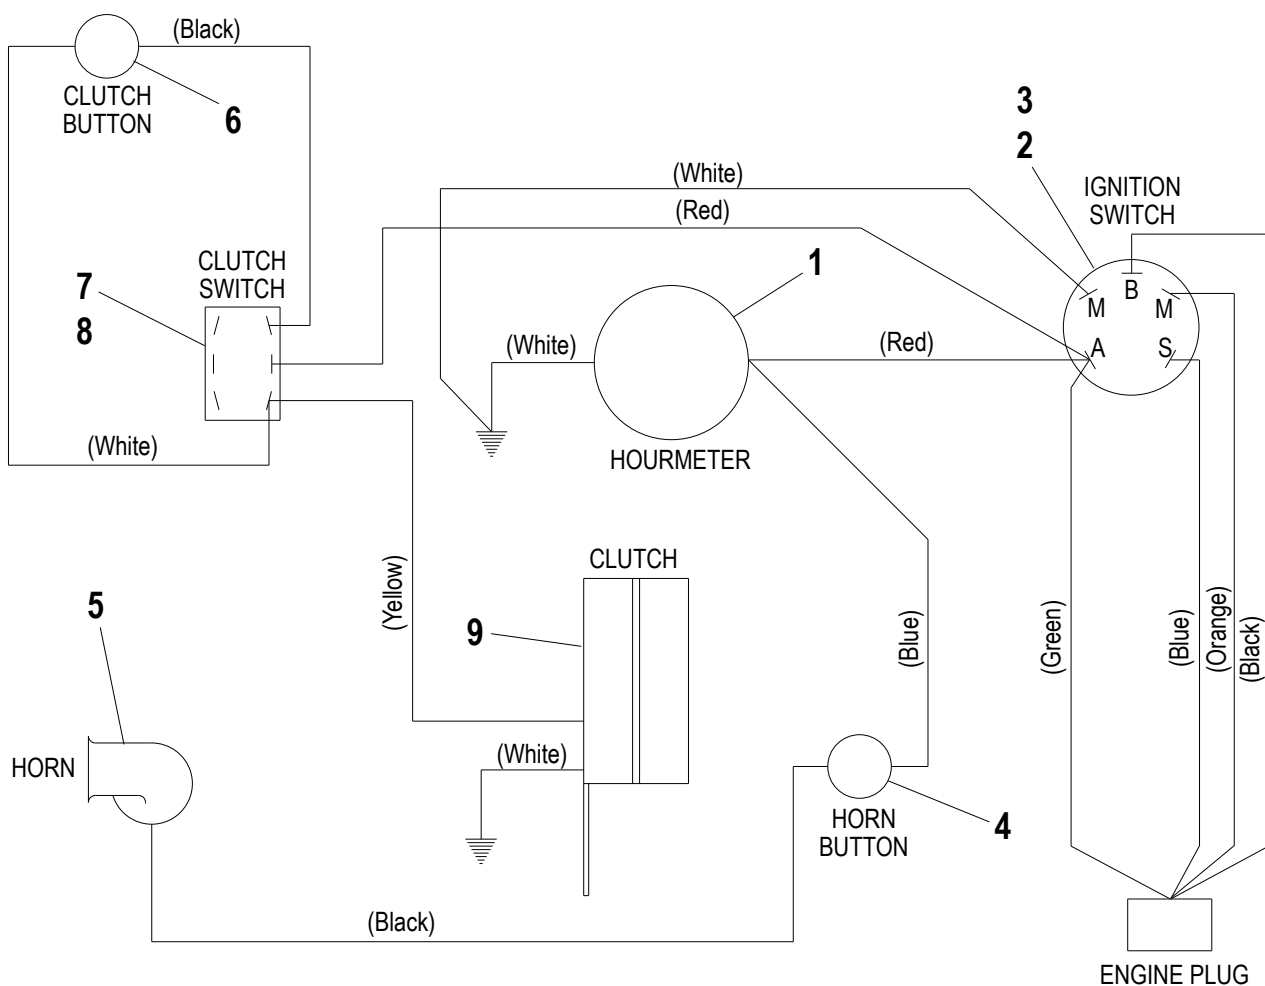 (Black)
CLUTCH
BUTTON
6
3
2
(White)
IGNITION
SWITCH
(Red)
CLUTCH
SWITCH
7
8
1
B
M
M
(White)
(Red)
A
S
(White)
HOURMETER
CLUTCH
(Yellow)
5
9
(Blue)
(Green)
(Blue)
(Orange)
(Black)
HORN
(White)
HORN
BUTTON
4
(Black)
ENGINE PLUG